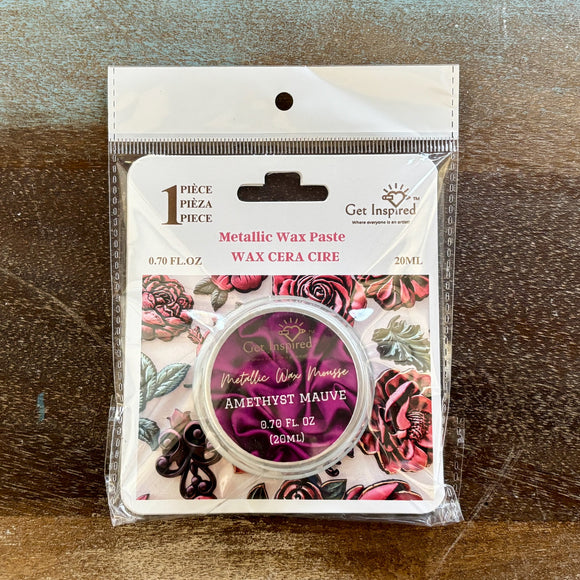 1 PIÈCE
PIÈZA
PIECE
Get Inspired™
Where everyone is an artist
Metallic Wax Paste
WAX CERA CIRE
0.70 FL.OZ
20ML
Get Inspired
Metallic Wax Mousse
AMETHYST MAUVE
0.70 FL. OZ
(20ML)